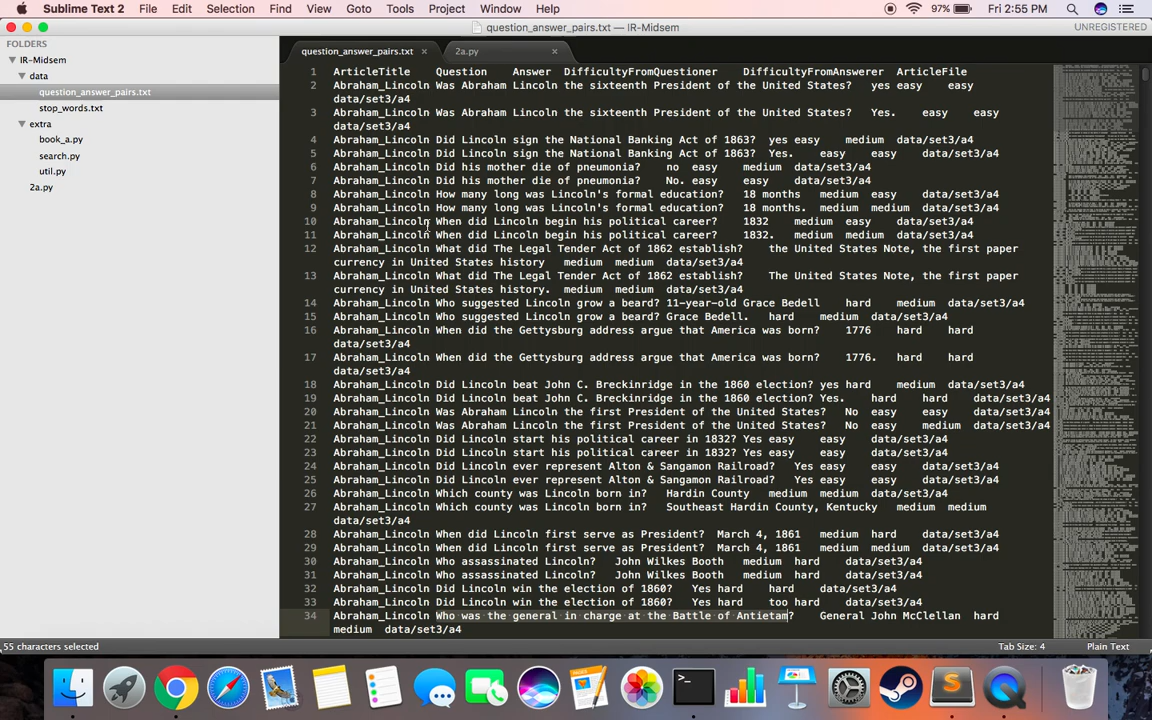 Sublime Text 2 File Edit Selection Find View Goto Tools Project Window Help 97% Fri 2:55 PM
question_answer_pairs.txt — IR-Midsem UNREGISTERED
FOLDERS
IR-Midsem
data
question_answer_pairs.txt
stop_words.txt
extra
book_a.py
search.py
util.py
2a.py
question_answer_pairs.txt × 2a.py ×
1 ArticleTitle Question Answer DifficultyFromQuestioner DifficultyFromAnswerer ArticleFile
2 Abraham_Lincoln Was Abraham Lincoln the sixteenth President of the United States? yes easy easy
data/set3/a4
3 Abraham_Lincoln Was Abraham Lincoln the sixteenth President of the United States? Yes. easy easy
data/set3/a4
4 Abraham_Lincoln Did Lincoln sign the National Banking Act of 1863? yes easy medium data/set3/a4
5 Abraham_Lincoln Did Lincoln sign the National Banking Act of 1863? Yes. easy easy data/set3/a4
6 Abraham_Lincoln Did his mother die of pneumonia? no easy medium data/set3/a4
7 Abraham_Lincoln Did his mother die of pneumonia? No. easy easy data/set3/a4
8 Abraham_Lincoln How many long was Lincoln's formal education? 18 months medium easy data/set3/a4
9 Abraham_Lincoln How many long was Lincoln's formal education? 18 months. medium medium data/set3/a4
10 Abraham_Lincoln When did Lincoln begin his political career? 1832 medium easy data/set3/a4
11 Abraham_Lincoln When did Lincoln begin his political career? 1832. medium medium data/set3/a4
12 Abraham_Lincoln What did The Legal Tender Act of 1862 establish? the United States Note, the first paper
currency in United States history medium medium data/set3/a4
13 Abraham_Lincoln What did The Legal Tender Act of 1862 establish? The United States Note, the first paper
currency in United States history. medium medium data/set3/a4
14 Abraham_Lincoln Who suggested Lincoln grow a beard? 11-year-old Grace Bedell hard medium data/set3/a4
15 Abraham_Lincoln Who suggested Lincoln grow a beard? Grace Bedell. hard medium data/set3/a4
16 Abraham_Lincoln When did the Gettysburg address argue that America was born? 1776 hard hard
data/set3/a4
17 Abraham_Lincoln When did the Gettysburg address argue that America was born? 1776. hard hard
data/set3/a4
18 Abraham_Lincoln Did Lincoln beat John C. Breckinridge in the 1860 election? yes hard medium data/set3/a4
19 Abraham_Lincoln Did Lincoln beat John C. Breckinridge in the 1860 election? Yes. hard hard data/set3/a4
20 Abraham_Lincoln Was Abraham Lincoln the first President of the United States? No easy easy data/set3/a4
21 Abraham_Lincoln Was Abraham Lincoln the first President of the United States? No easy medium data/set3/a4
22 Abraham_Lincoln Did Lincoln start his political career in 1832? Yes easy easy data/set3/a4
23 Abraham_Lincoln Did Lincoln start his political career in 1832? Yes easy easy data/set3/a4
24 Abraham_Lincoln Did Lincoln ever represent Alton & Sangamon Railroad? Yes easy easy data/set3/a4
25 Abraham_Lincoln Did Lincoln ever represent Alton & Sangamon Railroad? Yes easy easy data/set3/a4
26 Abraham_Lincoln Which county was Lincoln born in? Hardin County medium medium data/set3/a4
27 Abraham_Lincoln Which county was Lincoln born in? Southeast Hardin County, Kentucky medium medium
data/set3/a4
28 Abraham_Lincoln When did Lincoln first serve as President? March 4, 1861 medium hard data/set3/a4
29 Abraham_Lincoln When did Lincoln first serve as President? March 4, 1861 medium medium data/set3/a4
30 Abraham_Lincoln Who assassinated Lincoln? John Wilkes Booth medium hard data/set3/a4
31 Abraham_Lincoln Who assassinated Lincoln? John Wilkes Booth medium hard data/set3/a4
32 Abraham_Lincoln Did Lincoln win the election of 1860? Yes hard hard data/set3/a4
33 Abraham_Lincoln Did Lincoln win the election of 1860? Yes hard too hard data/set3/a4
34 Abraham_Lincoln Who was the general in charge at the Battle of Antietam? General John McClellan hard
medium data/set3/a4
55 characters selected Tab Size: 4 Plain Text